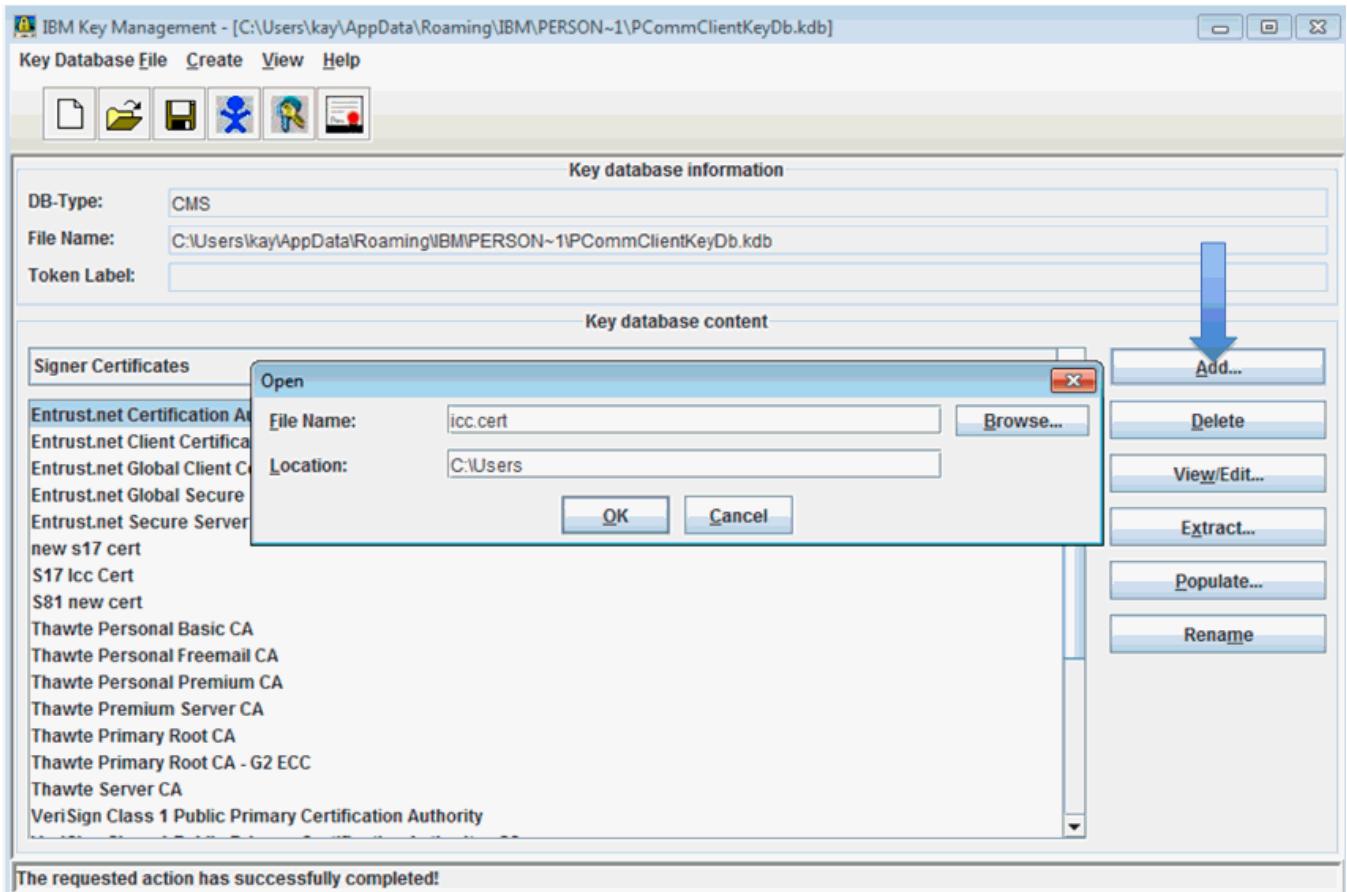 IBM Key Management - [C:\Users\kay\AppData\Roaming\IBM\PERSON~1\PCommClientKeyDb.kdb]
Key Database File Create View Help
Key database information
DB-Type: CMS
File Name: C:\Users\kay\AppData\Roaming\IBM\PERSON~1\PCommClientKeyDb.kdb
Token Label:
Key database content
Signer Certificates
Add...
Open
Entrust.net Certification Au
File Name: icc.cert Browse...
Delete
Entrust.net Client Certifica
Entrust.net Global Client Ce
Location: C:\Users
View/Edit...
Entrust.net Global Secure
Entrust.net Secure Server
OK Cancel
Extract...
new s17 cert
S17 Icc Cert
Populate...
S81 new cert
Thawte Personal Basic CA
Rename
Thawte Personal Freemail CA
Thawte Personal Premium CA
Thawte Premium Server CA
Thawte Primary Root CA
Thawte Primary Root CA - G2 ECC
Thawte Server CA
VeriSign Class 1 Public Primary Certification Authority
The requested action has successfully completed!